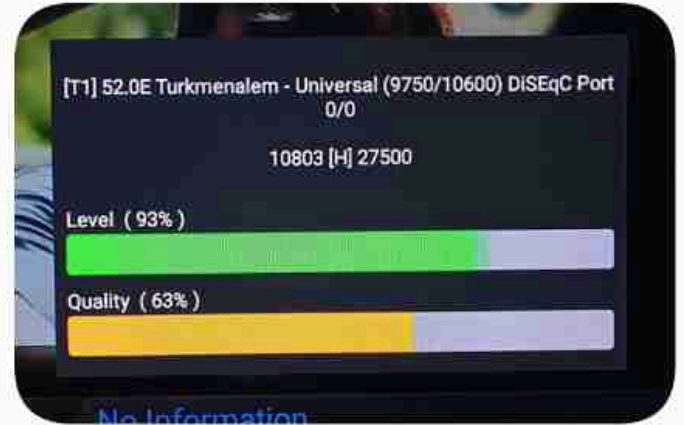 [T1] 52.0E Turkmenalem - Universal (9750/10600) DiSEqC Port
0/0
10803 [H] 27500
Level ( 93% )
Quality ( 63% )
No Information